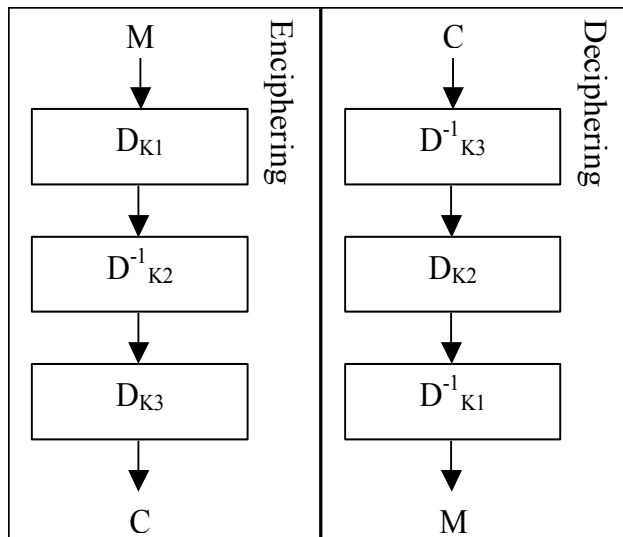 Enciphering
M
D_K1
D^-1_K2
D_K3
C
Deciphering
C
D^-1_K3
D_K2
D^-1_K1
M